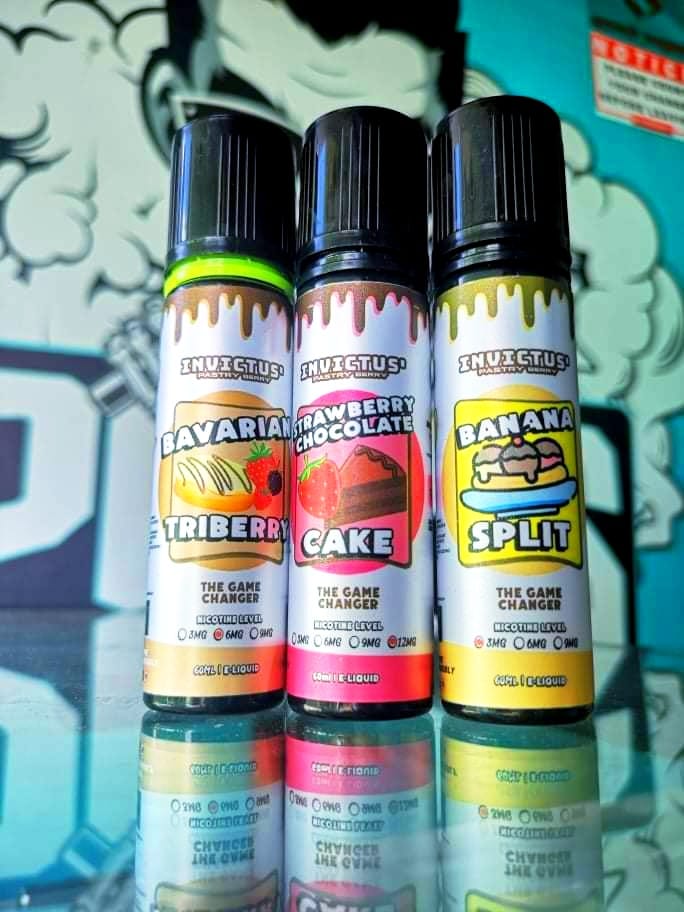 NOTICE
INVICTUS'
PASTRY BERRY
BAVARIAN
TRIBERRY
THE GAME
CHANGER
NICOTINE LEVEL
3MG 6MG 9MG
60ML | E-LIQUID
INVICTUS'
PASTRY BERRY
STRAWBERRY
CHOCOLATE
CAKE
THE GAME
CHANGER
NICOTINE LEVEL
3MG 6MG 9MG 12MG
60ml | E-LIQUID
INVICTUS'
PASTRY BERRY
BANANA
SPLIT
THE GAME
CHANGER
NICOTINE LEVEL
3MG 6MG 9MG
60ML | E-LIQUID